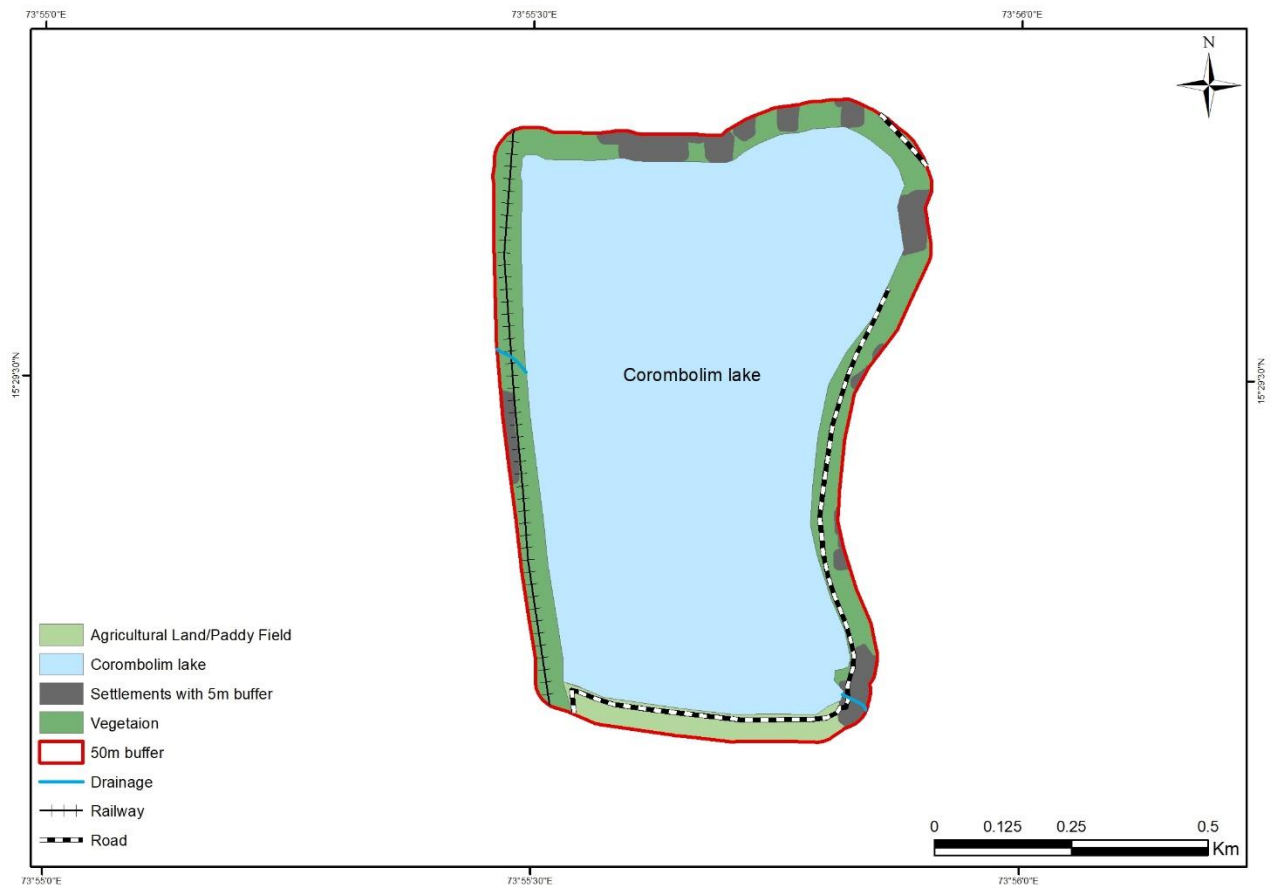 73°55'0"E
73°55'30"E
73°56'0"E
N
15°29'30"N
15°29'30"N
Corombolim lake
Agricultural Land/Paddy Field
Corombolim lake
Settlements with 5m buffer
Vegetaion
50m buffer
Drainage
Railway
Road
0 0.125 0.25 0.5
Km
73°55'0"E
73°55'30"E
73°56'0"E